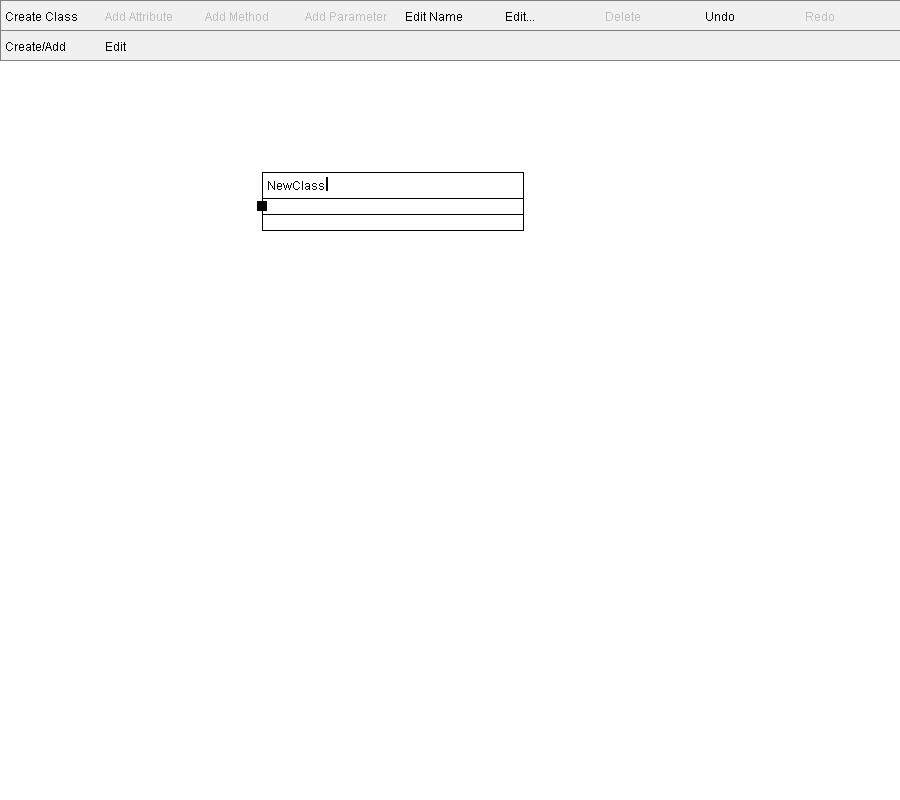 Create Class Add Attribute Add Method Add Parameter Edit Name Edit... Delete Undo Redo
Create/Add Edit
NewClass